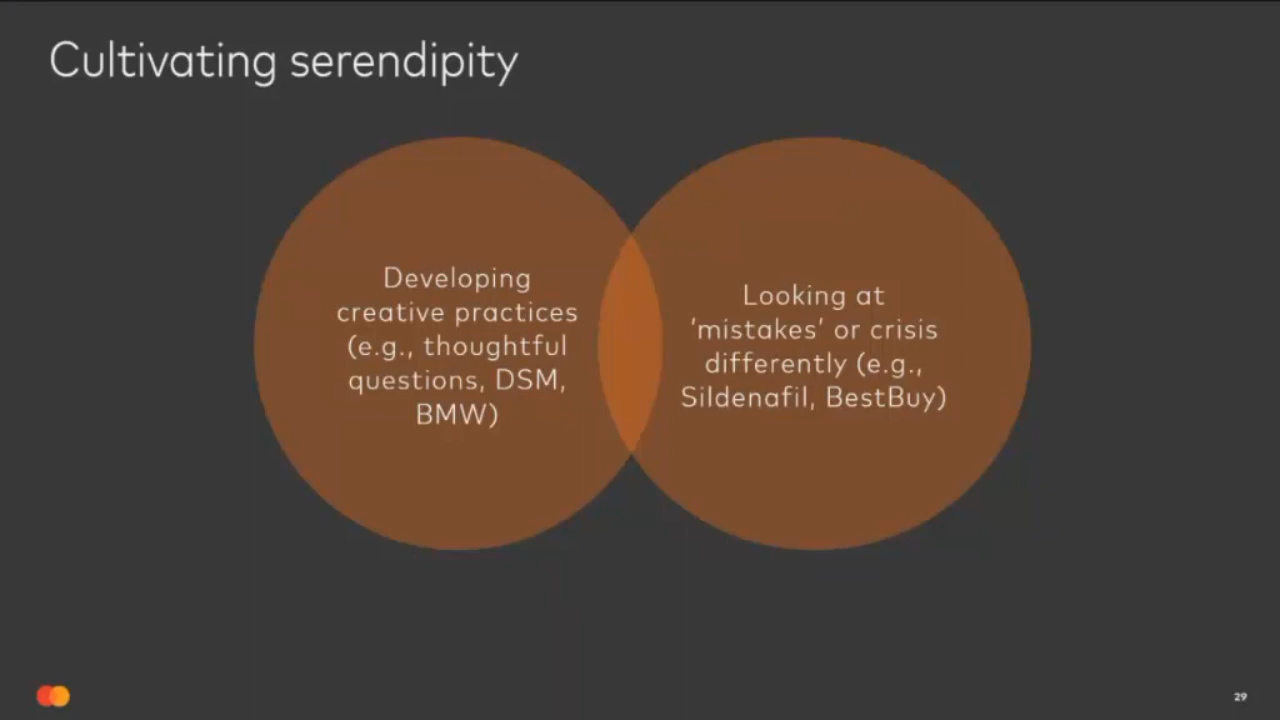 Cultivating serendipity
Developing
creative practices
(e.g., thoughtful
questions, DSM,
BMW)
Looking at
'mistakes' or crisis
differently (e.g.,
Sildenafil, BestBuy)
29